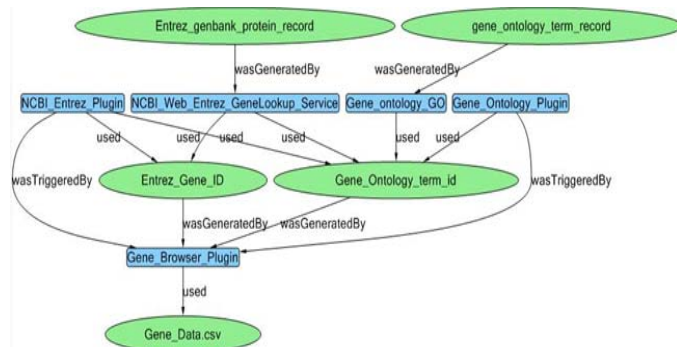 Entrez_genbank_protein_record
gene_ontology_term_record
wasGeneratedBy
wasGeneratedBy
NCBI_Entrez_Plugin
NCBI_Web_Entrez_GeneLookup_Service
Gene_ontology_GO
Gene_Ontology_Plugin
used
used
used
used
used
used
wasTriggeredBy
Entrez_Gene_ID
Gene_Ontology_term_id
wasTriggeredBy
wasGeneratedBy
wasGeneratedBy
Gene_Browser_Plugin
used
Gene_Data.csv